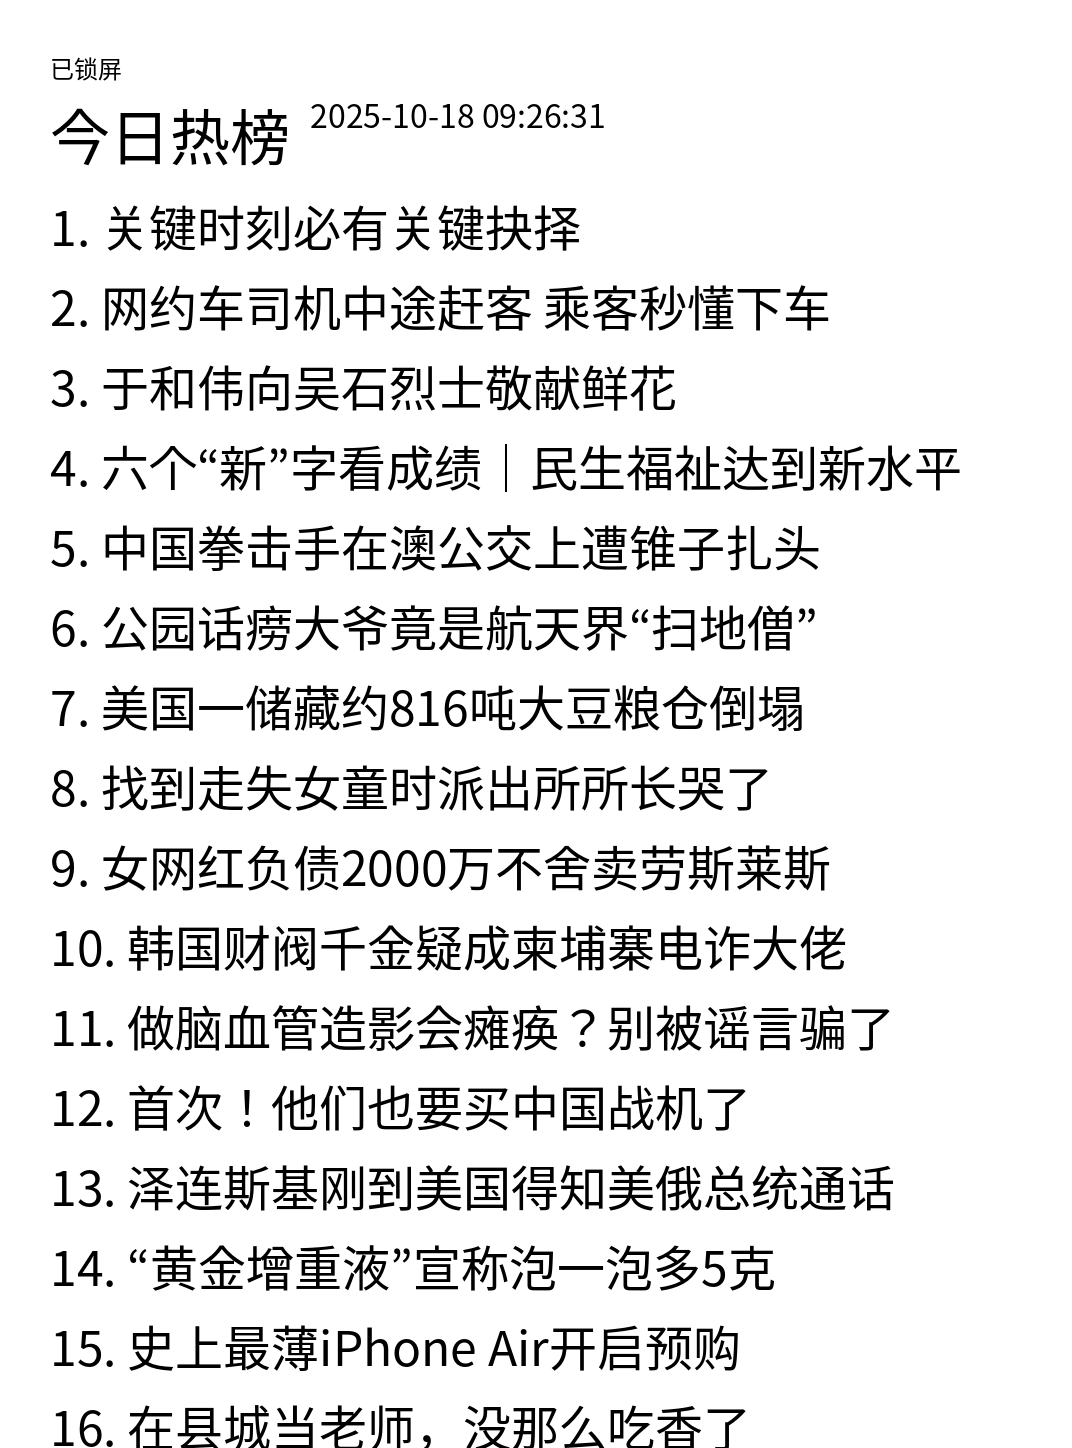 已锁屏
今日热榜 2025-10-18 09:26:31
1. 关键时刻必有关键抉择
2. 网约车司机中途赶客 乘客秒懂下车
3. 于和伟向吴石烈士敬献鲜花
4. 六个“新”字看成绩｜民生福祉达到新水平
5. 中国拳击手在澳公交上遭锥子扎头
6. 公园话痨大爷竟是航天界“扫地僧”
7. 美国一储藏约816吨大豆粮仓倒塌
8. 找到走失女童时派出所所长哭了
9. 女网红负债2000万不舍卖劳斯莱斯
10. 韩国财阀千金疑成柬埔寨电诈大佬
11. 做脑血管造影会瘫痪？别被谣言骗了
12. 首次！他们也要买中国战机了
13. 泽连斯基刚到美国得知美俄总统通话
14. “黄金增重液”宣称泡一泡多5克
15. 史上最薄iPhone Air开启预购
16. 在县城当老师，没那么吃香了